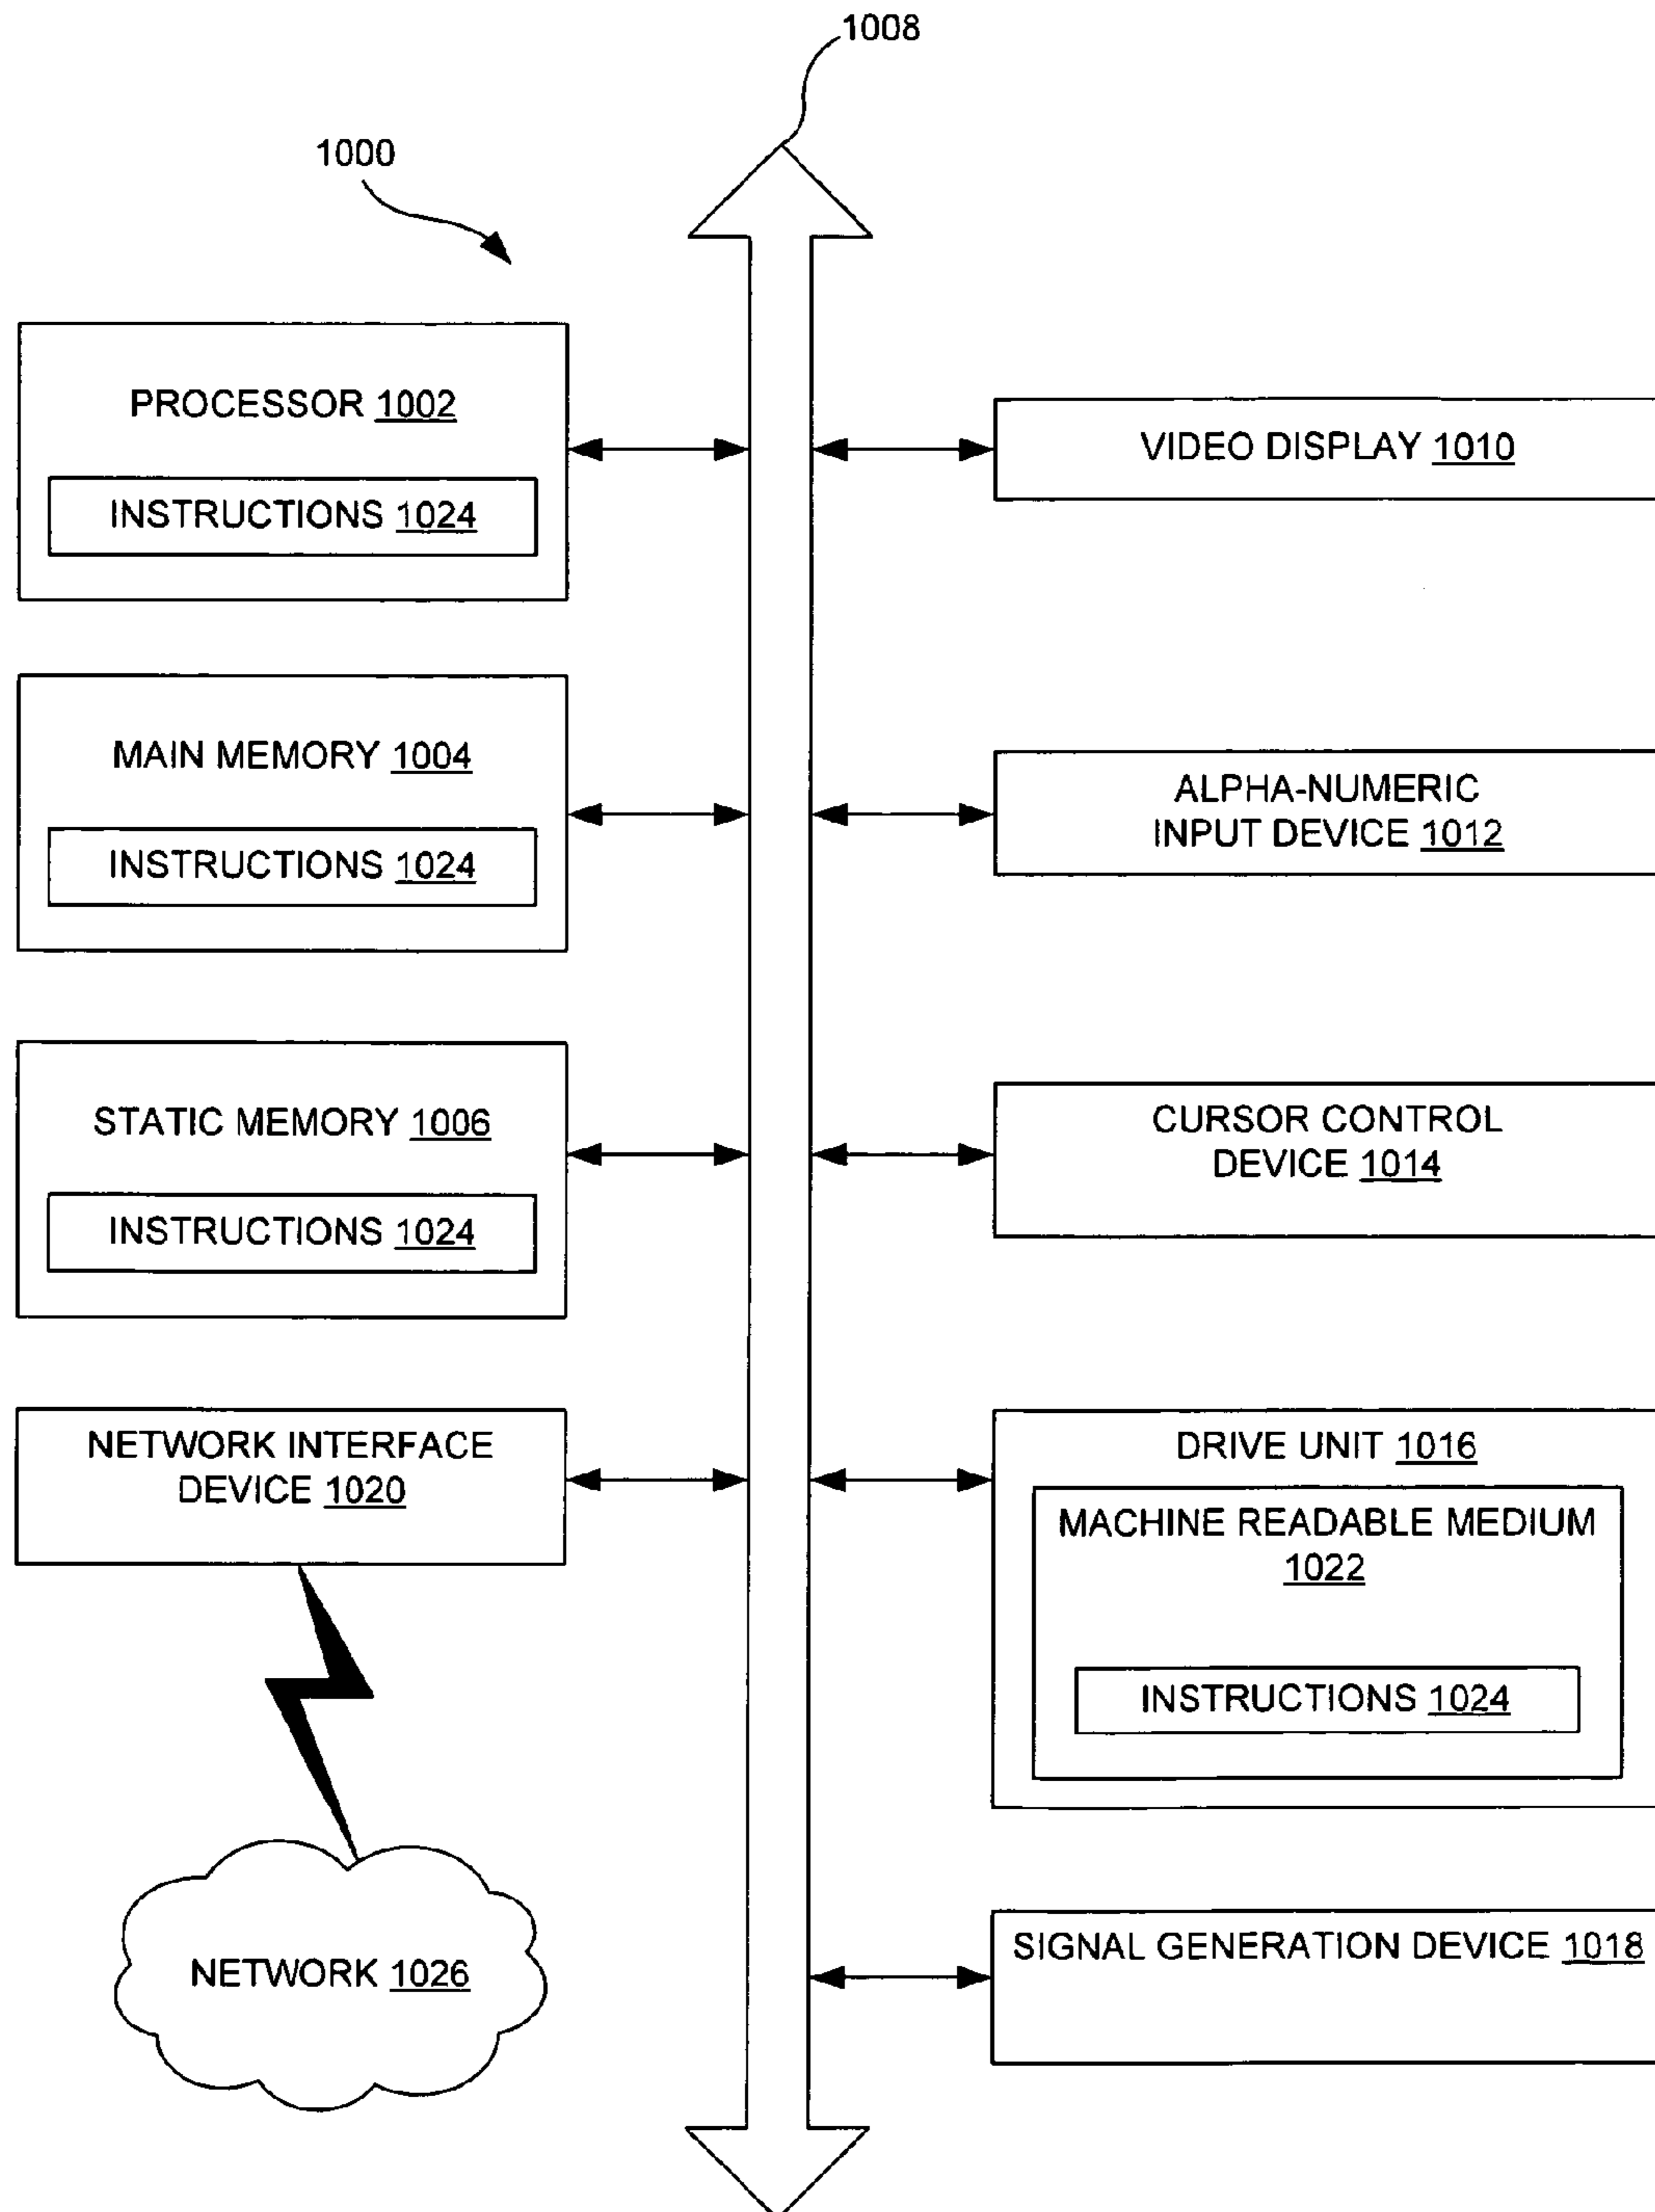 1008
1000
PROCESSOR 1002
INSTRUCTIONS 1024
MAIN MEMORY 1004
INSTRUCTIONS 1024
STATIC MEMORY 1006
INSTRUCTIONS 1024
NETWORK INTERFACE
DEVICE 1020
NETWORK 1026
VIDEO DISPLAY 1010
ALPHA-NUMERIC
INPUT DEVICE 1012
CURSOR CONTROL
DEVICE 1014
DRIVE UNIT 1016
MACHINE READABLE MEDIUM
1022
INSTRUCTIONS 1024
SIGNAL GENERATION DEVICE 1018